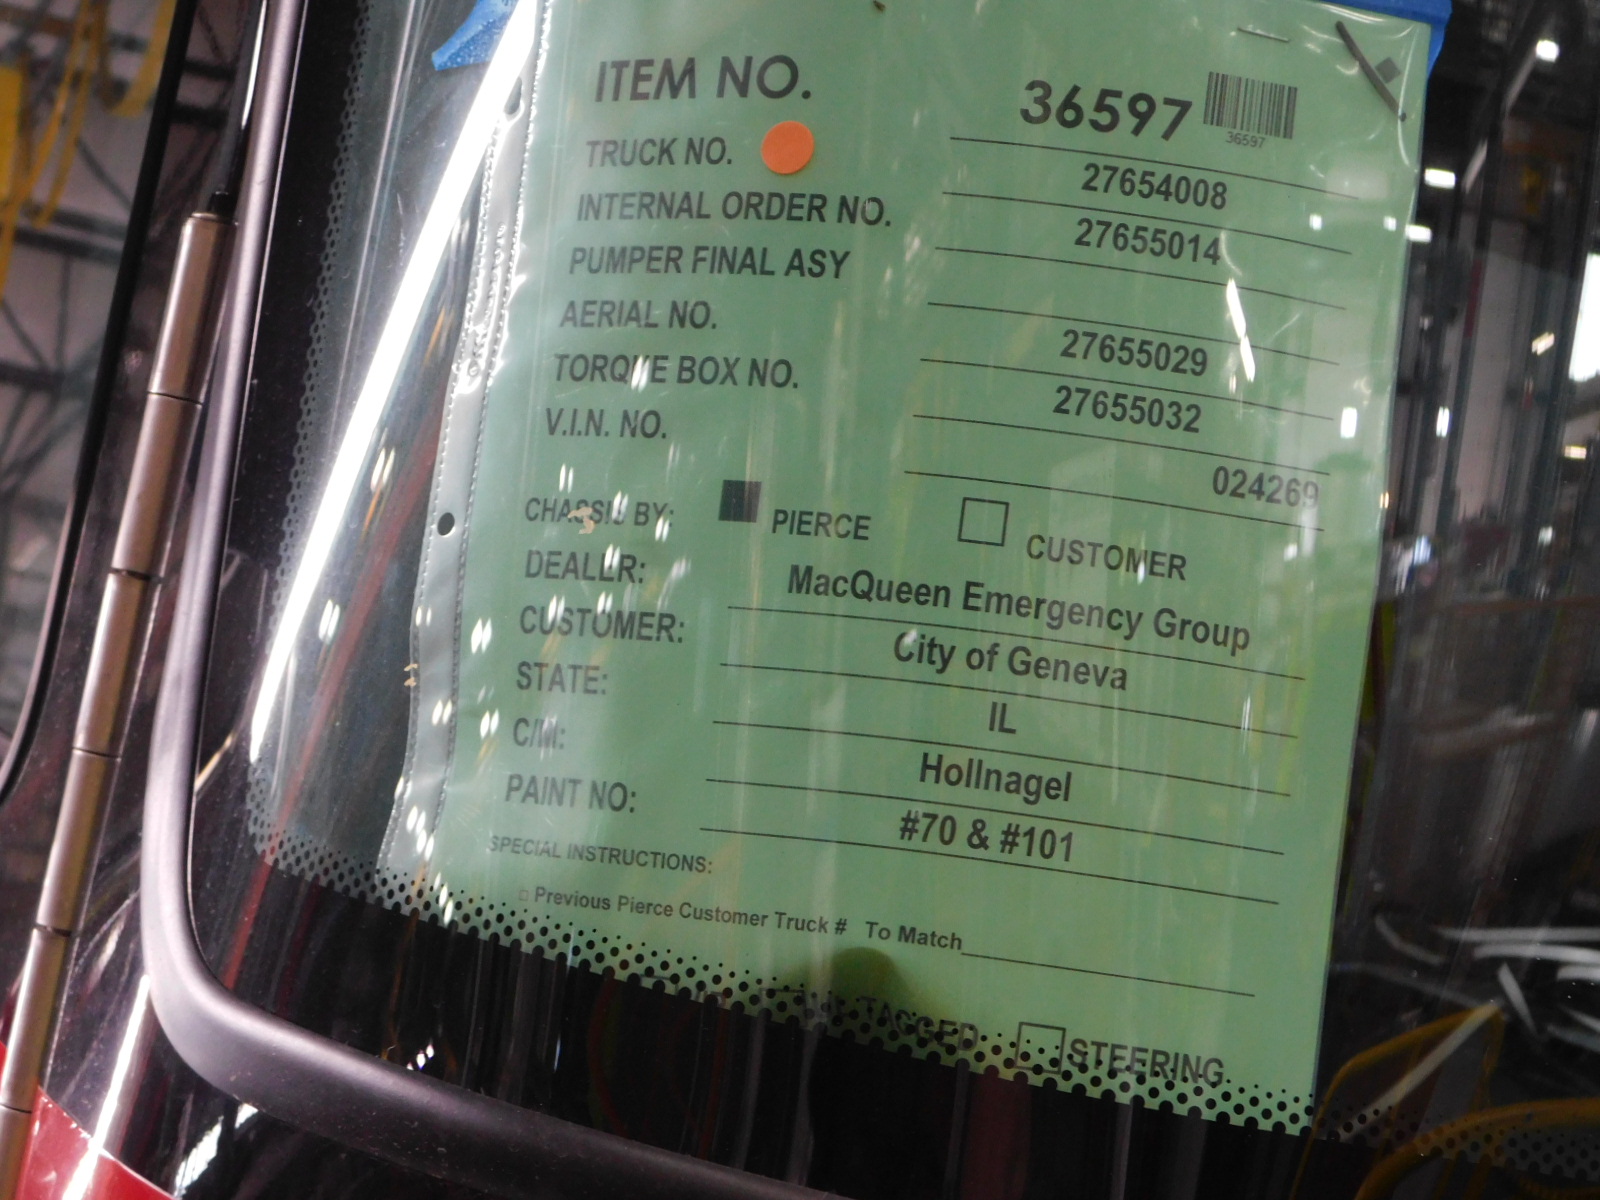 ITEM NO. 36597
36597
TRUCK NO. 27654008
INTERNAL ORDER NO. 27655014
PUMPER FINAL ASY
AERIAL NO. 27655029
TORQUE BOX NO. 27655032
V.I.N. NO. 024269
CHASSIS BY: PIERCE CUSTOMER
DEALER: MacQueen Emergency Group
CUSTOMER: City of Geneva
STATE: IL
C/M: Hollnagel
PAINT NO: #70 & #101
SPECIAL INSTRUCTIONS:
Previous Pierce Customer Truck # To Match
TAGGED STEERING